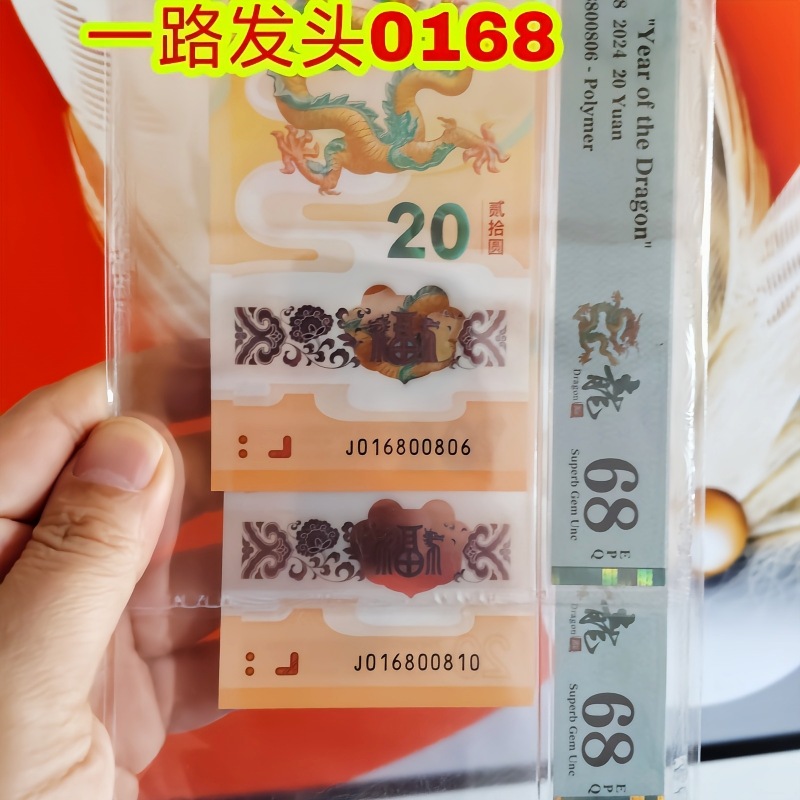 一路发头0168
8 2024 20 Yuan
"Year of the Dragon"
800806 - Polymer
20
贰拾圆
福
J016800806
龍
Dragon
68
EPQ
Superb Gem Unc
福
J016800810
龍
Dragon
68
EPQ
Superb Gem Unc